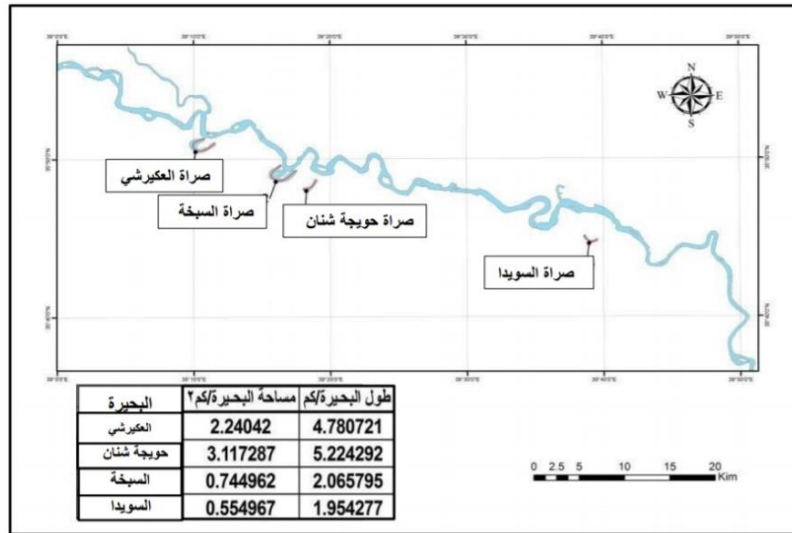 N
W E
S
صراة العكيرشي
صراة السبخة
صراة حويجة شنان
صراة السويدا
البحيرة مساحة البحيرة/كم٢ طول البحيرة/كم
العكيرشي 2.24042 4.780721
حويجة شنان 3.117287 5.224292
السبخة 0.744962 2.065795
السويدا 0.554967 1.954277
0 2.5 5 10 15 20
Kim